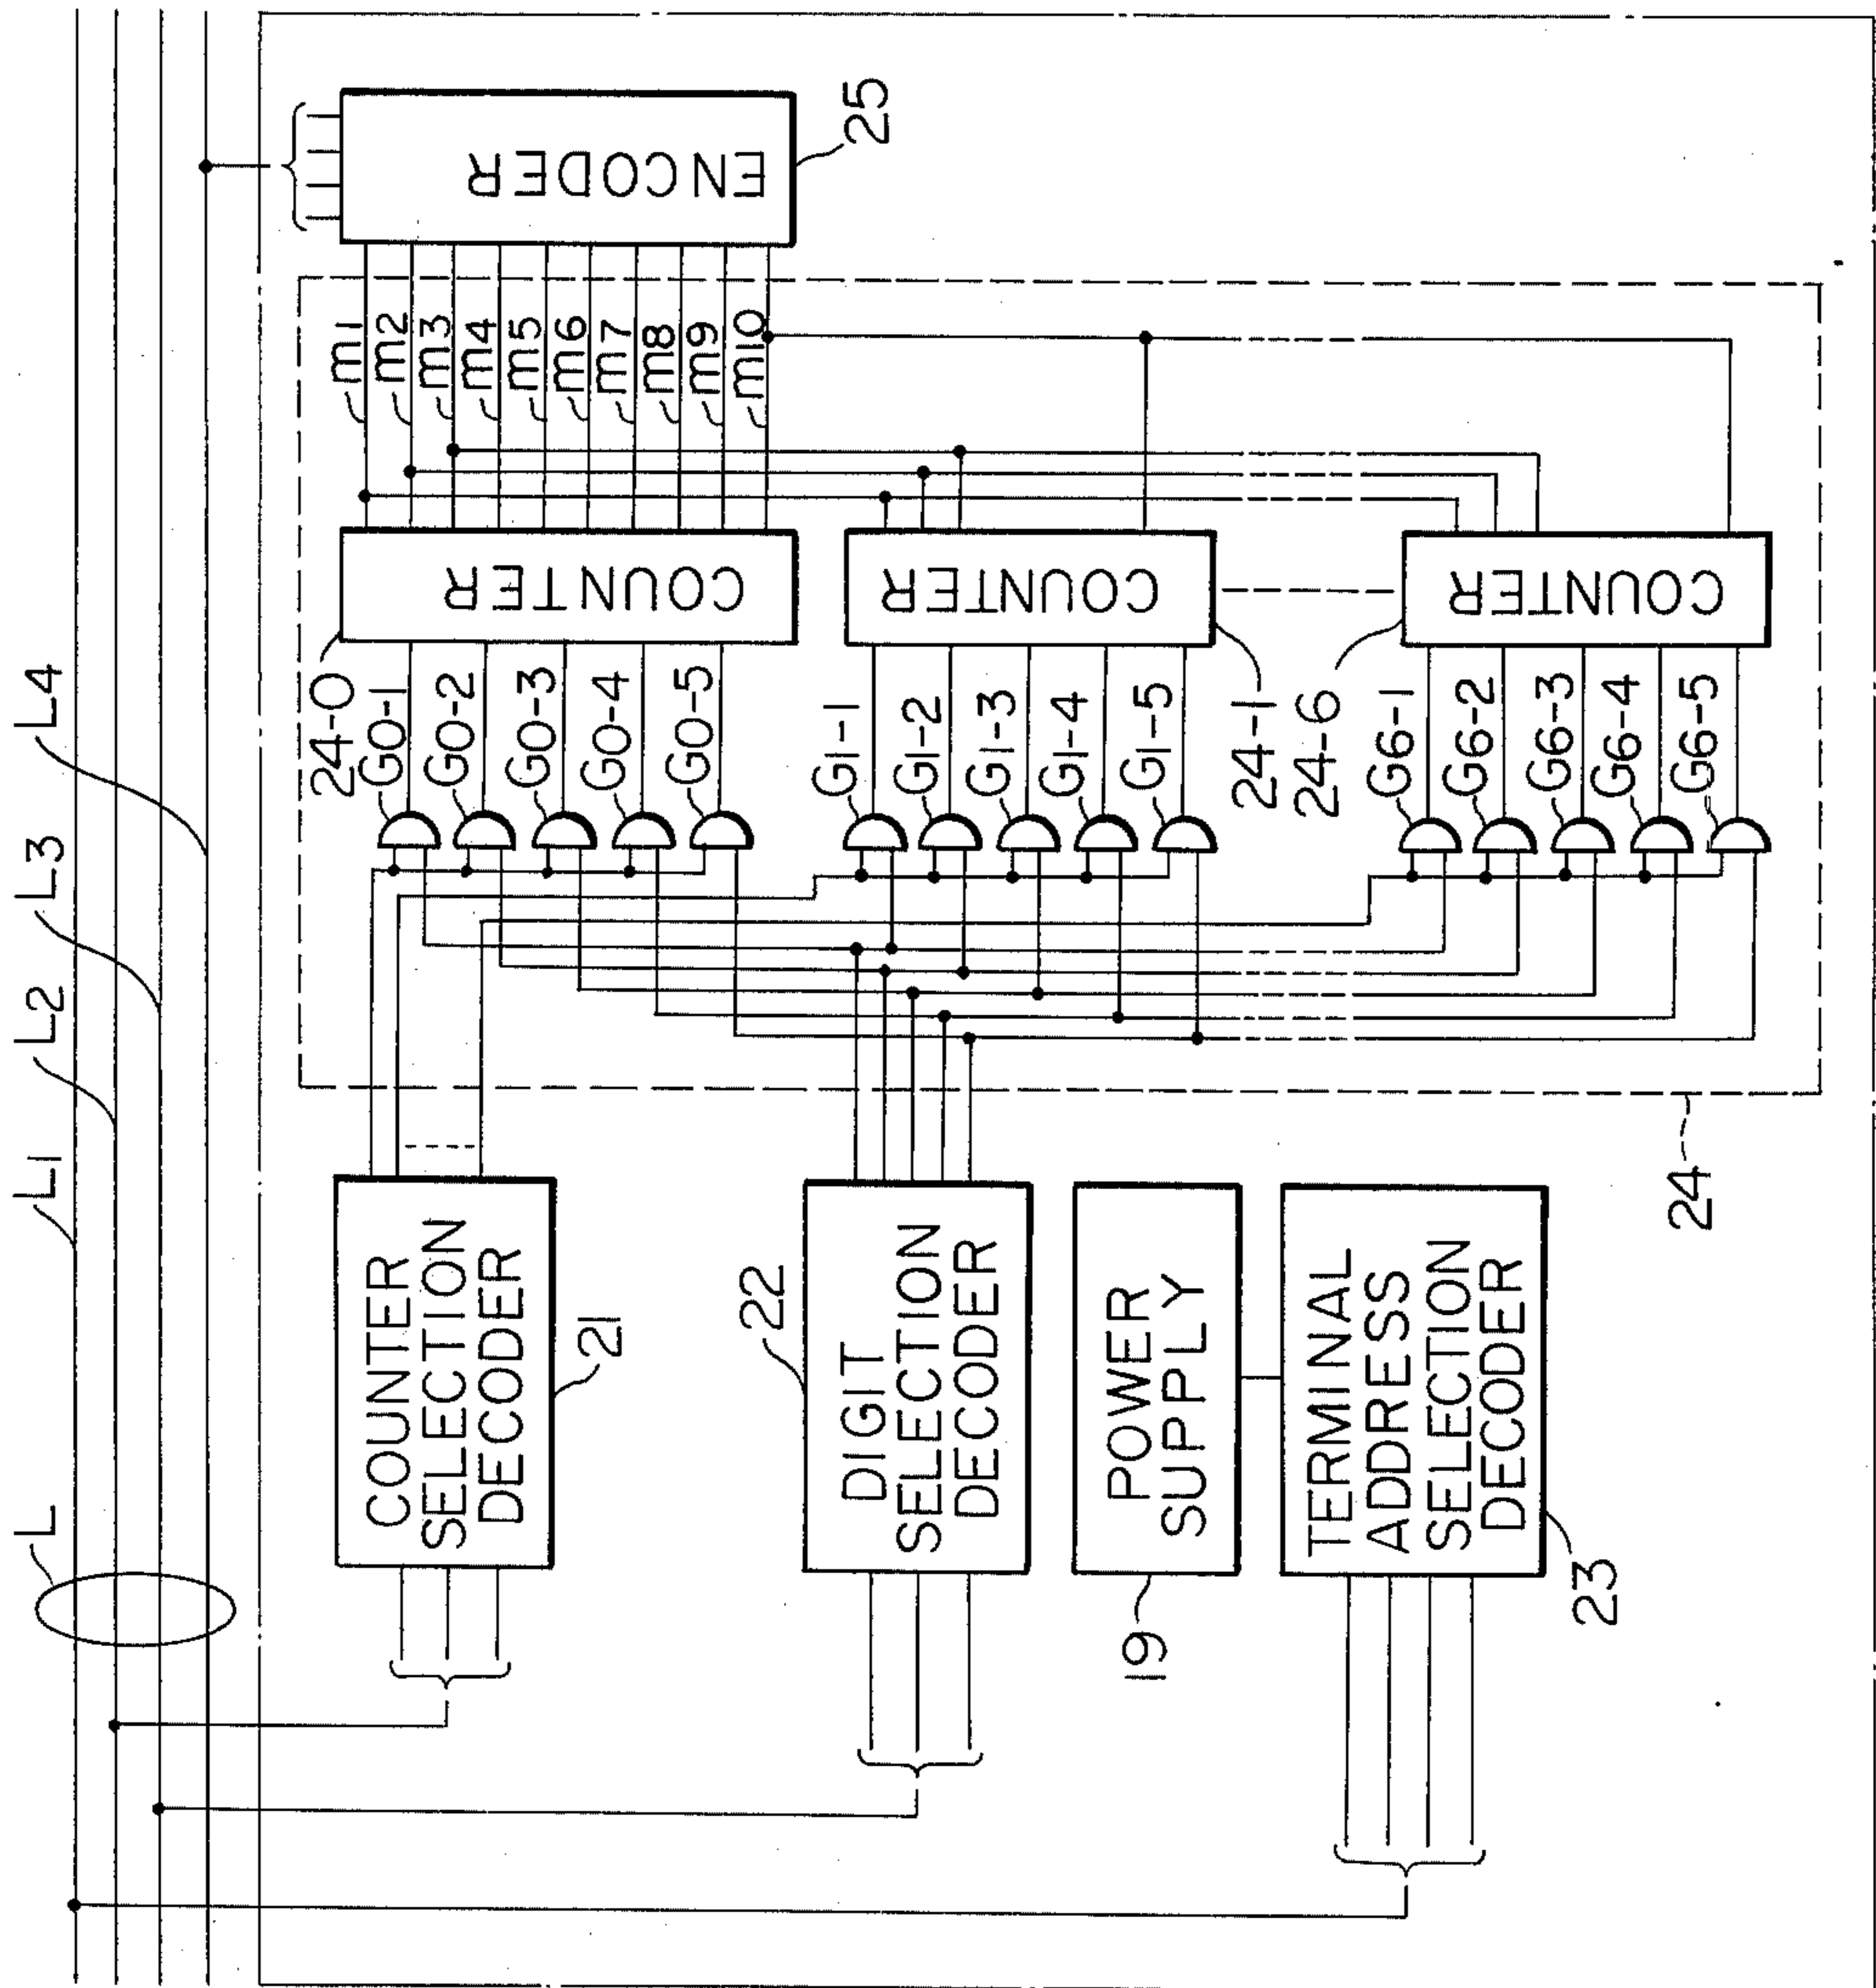 L
L1
L2
L3
L4
COUNTER
SELECTION
DECODER
21
22
DIGIT
SELECTION
DECODER
POWER
SUPPLY
19
TERMINAL
ADDRESS
SELECTION
DECODER
23
24
24-0
G0-1
G0-2
G0-3
G0-4
G0-5
G1-1
G1-2
G1-3
G1-4
G1-5
24-1
24-6
G6-1
G6-2
G6-3
G6-4
G6-5
COUNTER
COUNTER
COUNTER
m1
m2
m3
m4
m5
m6
m7
m8
m9
m10
ENCODER
25